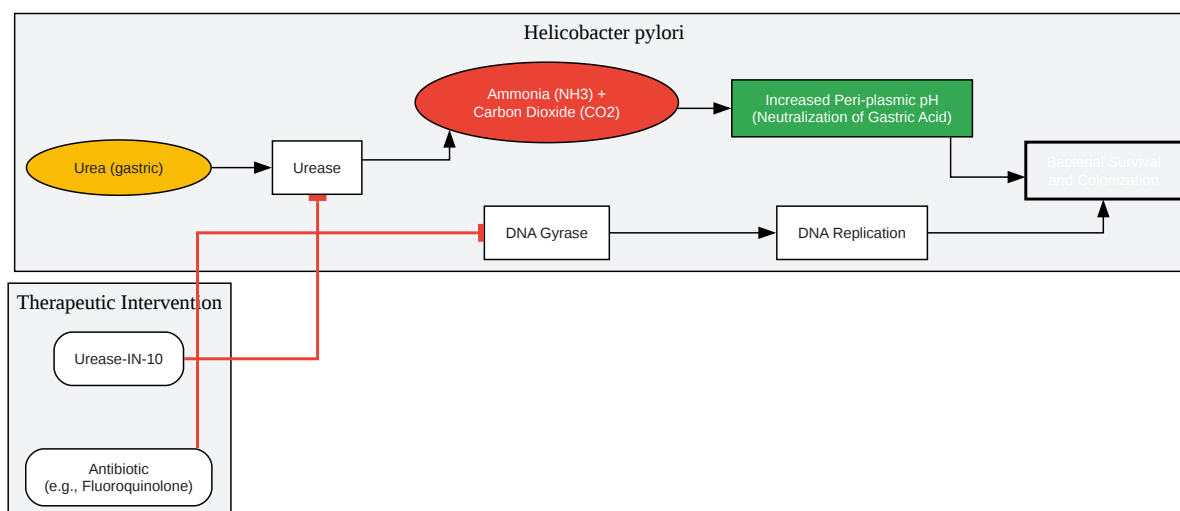 Helicobacter pylori
Ammonia (NH3) +
Carbon Dioxide (CO2)
Increased Peri-plasmic pH
(Neutralization of Gastric Acid)
Urea (gastric)
Urease
Bacterial Survival
and Colonization
DNA Gyrase
DNA Replication
Therapeutic Intervention
Urease-IN-10
Antibiotic
(e.g., Fluoroquinolone)